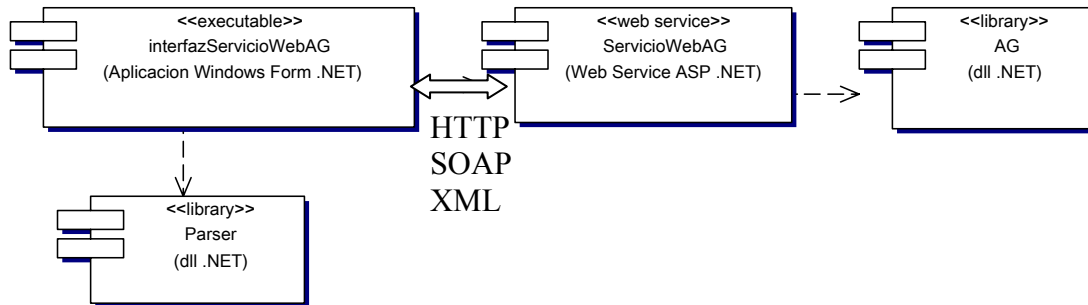 <<executable>>
interfazServicioWebAG
(Aplicacion Windows Form .NET)
<<web service>>
ServicioWebAG
(Web Service ASP .NET)
<<library>>
AG
(dll .NET)
HTTP
SOAP
XML
<<library>>
Parser
(dll .NET)